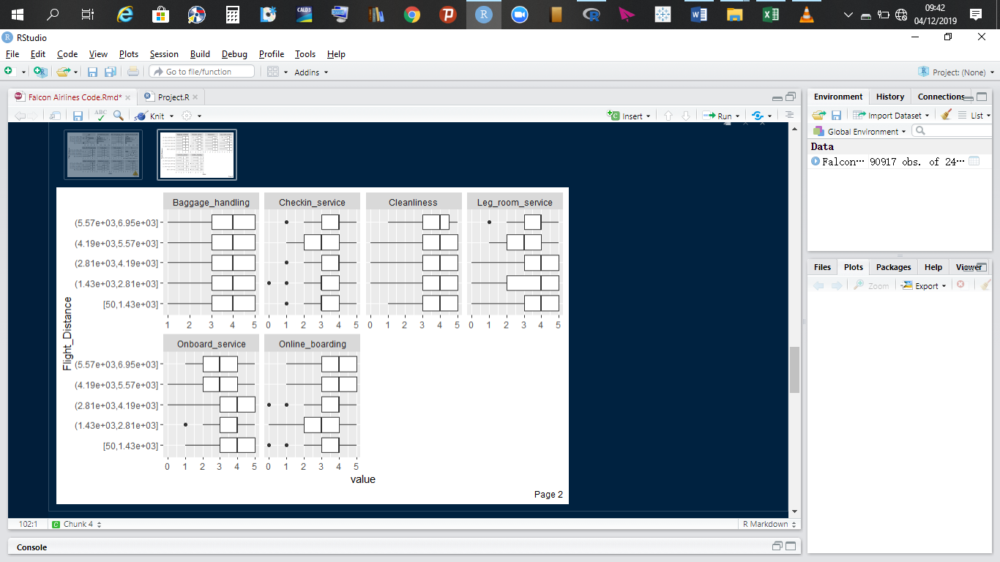 09:42
04/12/2019
RStudio
File Edit Code View Plots Session Build Debug Profile Tools Help
Go to file/function Addins Project: (None)
Falcon Airlines Code.Rmd* Project.R
ABC Knit Insert Run
Environment History Connections
Import Dataset List
Global Environment
Data
Falcon… 90917 obs. of 24…
Baggage_handling Checkin_service Cleanliness Leg_room_service
(5.57e+03,6.95e+03]
(4.19e+03,5.57e+03]
(2.81e+03,4.19e+03]
(1.43e+03,2.81e+03]
[50,1.43e+03]
1 2 3 4 5 0 1 2 3 4 5 0 1 2 3 4 5 0 1 2 3 4 5
Flight_Distance
Onboard_service Online_boarding
(5.57e+03,6.95e+03]
(4.19e+03,5.57e+03]
(2.81e+03,4.19e+03]
(1.43e+03,2.81e+03]
[50,1.43e+03]
0 1 2 3 4 5 0 1 2 3 4 5
value
Page 2
Files Plots Packages Help Viewer
Zoom Export
102:1 Chunk 4 R Markdown
Console